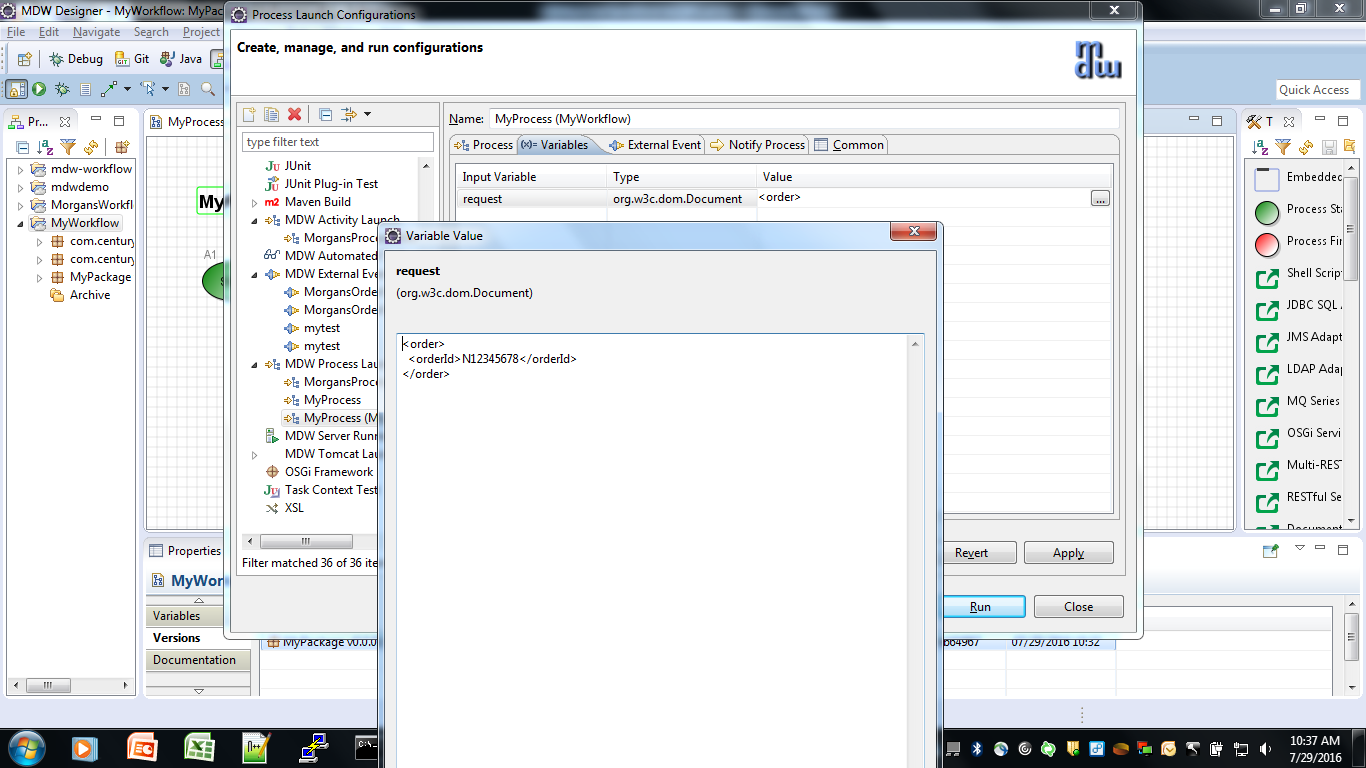 MDW Designer - MyWorkflow: MyPac
File Edit Navigate Search Project
Debug Git Java
Quick Access
Pr...
mdw-workflow
mdwdemo
MorgansWorkfl
MyWorkflow
com.century
com.century
MyPackage
Archive
MyProcess
My
A1
Process Launch Configurations
Create, manage, and run configurations
mdw
type filter text
JUnit
JUnit Plug-in Test
Maven Build
MDW Activity Launch
MorgansProce
MDW Automated
MDW External Eve
MorgansOrde
MorgansOrde
mytest
mytest
MDW Process Lau
MorgansProce
MyProcess
MyProcess (M
MDW Server Runn
MDW Tomcat Lau
OSGi Framework
Task Context Test
XSL
Filter matched 36 of 36 ite
Name: MyProcess (MyWorkflow)
Process Variables External Event Notify Process Common
Input Variable Type Value
request org.w3c.dom.Document <order> ...
Variable Value
request
(org.w3c.dom.Document)
<order>
<orderId>N12345678</orderId>
</order>
Revert Apply
Run Close
T
Embedded
Process Sta
Process Fin
Shell Script
JDBC SQL A
JMS Adapt
LDAP Adap
MQ Series
OSGi Servi
Multi-REST
RESTful Se
Document
Properties
MyWor
Variables
Versions
Documentation
MyPackage v0.0.0
64967 07/29/2016 10:32
C:\.
10:37 AM
7/29/2016